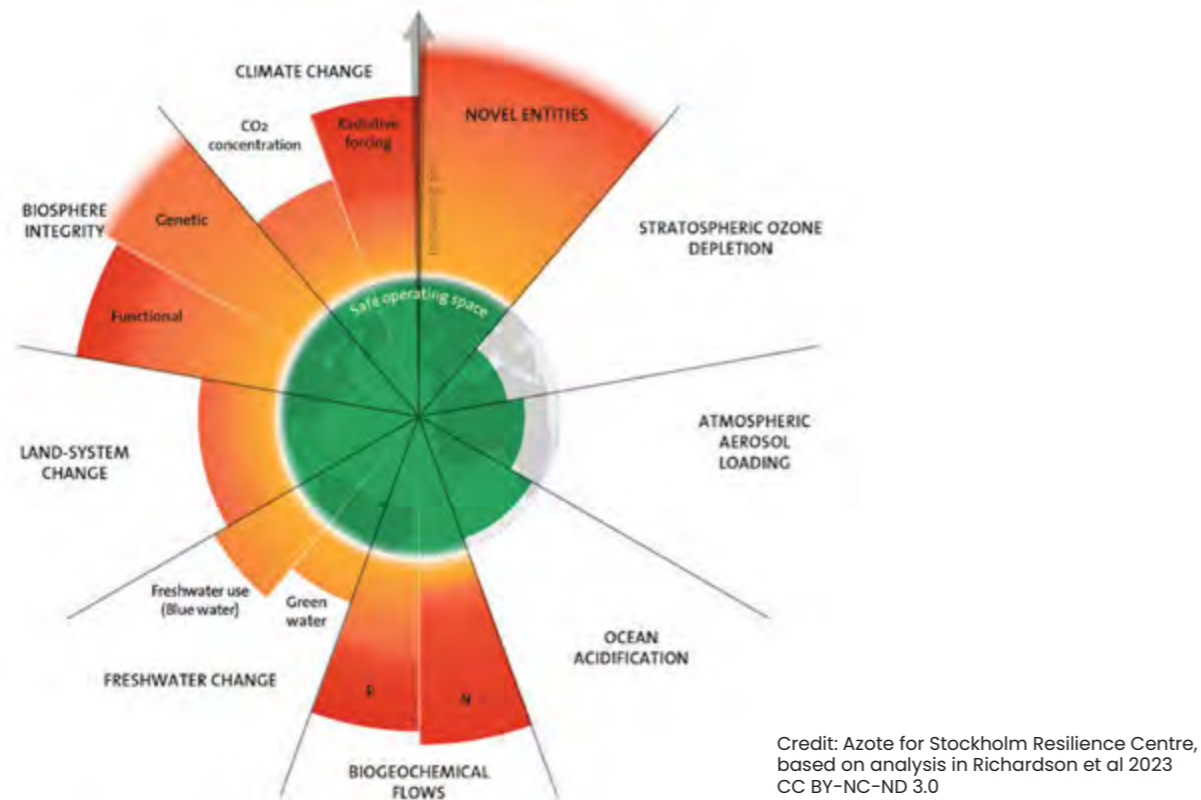 CLIMATE CHANGE
CO2
concentration
Radiative
forcing
NOVEL ENTITIES
BIOSPHERE
INTEGRITY
Genetic
Functional
STRATOSPHERIC OZONE
DEPLETION
Safe operating space
ATMOSPHERIC
AEROSOL
LOADING
LAND-SYSTEM
CHANGE
Freshwater use
(Blue water)
Green
water
FRESHWATER CHANGE
OCEAN
ACIDIFICATION
P
N
BIOGEOCHEMICAL
FLOWS
Credit: Azote for Stockholm Resilience Centre,
based on analysis in Richardson et al 2023
CC BY-NC-ND 3.0